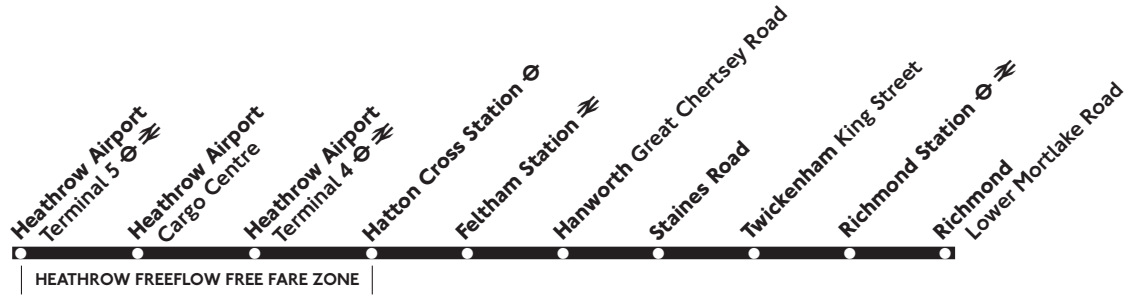 Heathrow Airport
Terminal 5
Heathrow Airport
Cargo Centre
Heathrow Airport
Terminal 4
Hatton Cross Station
Feltham Station
Hanworth Great Chertsey Road
Staines Road
Twickenham King Street
Richmond Station
Richmond
Lower Mortlake Road
HEATHROW FREEFLOW FREE FARE ZONE